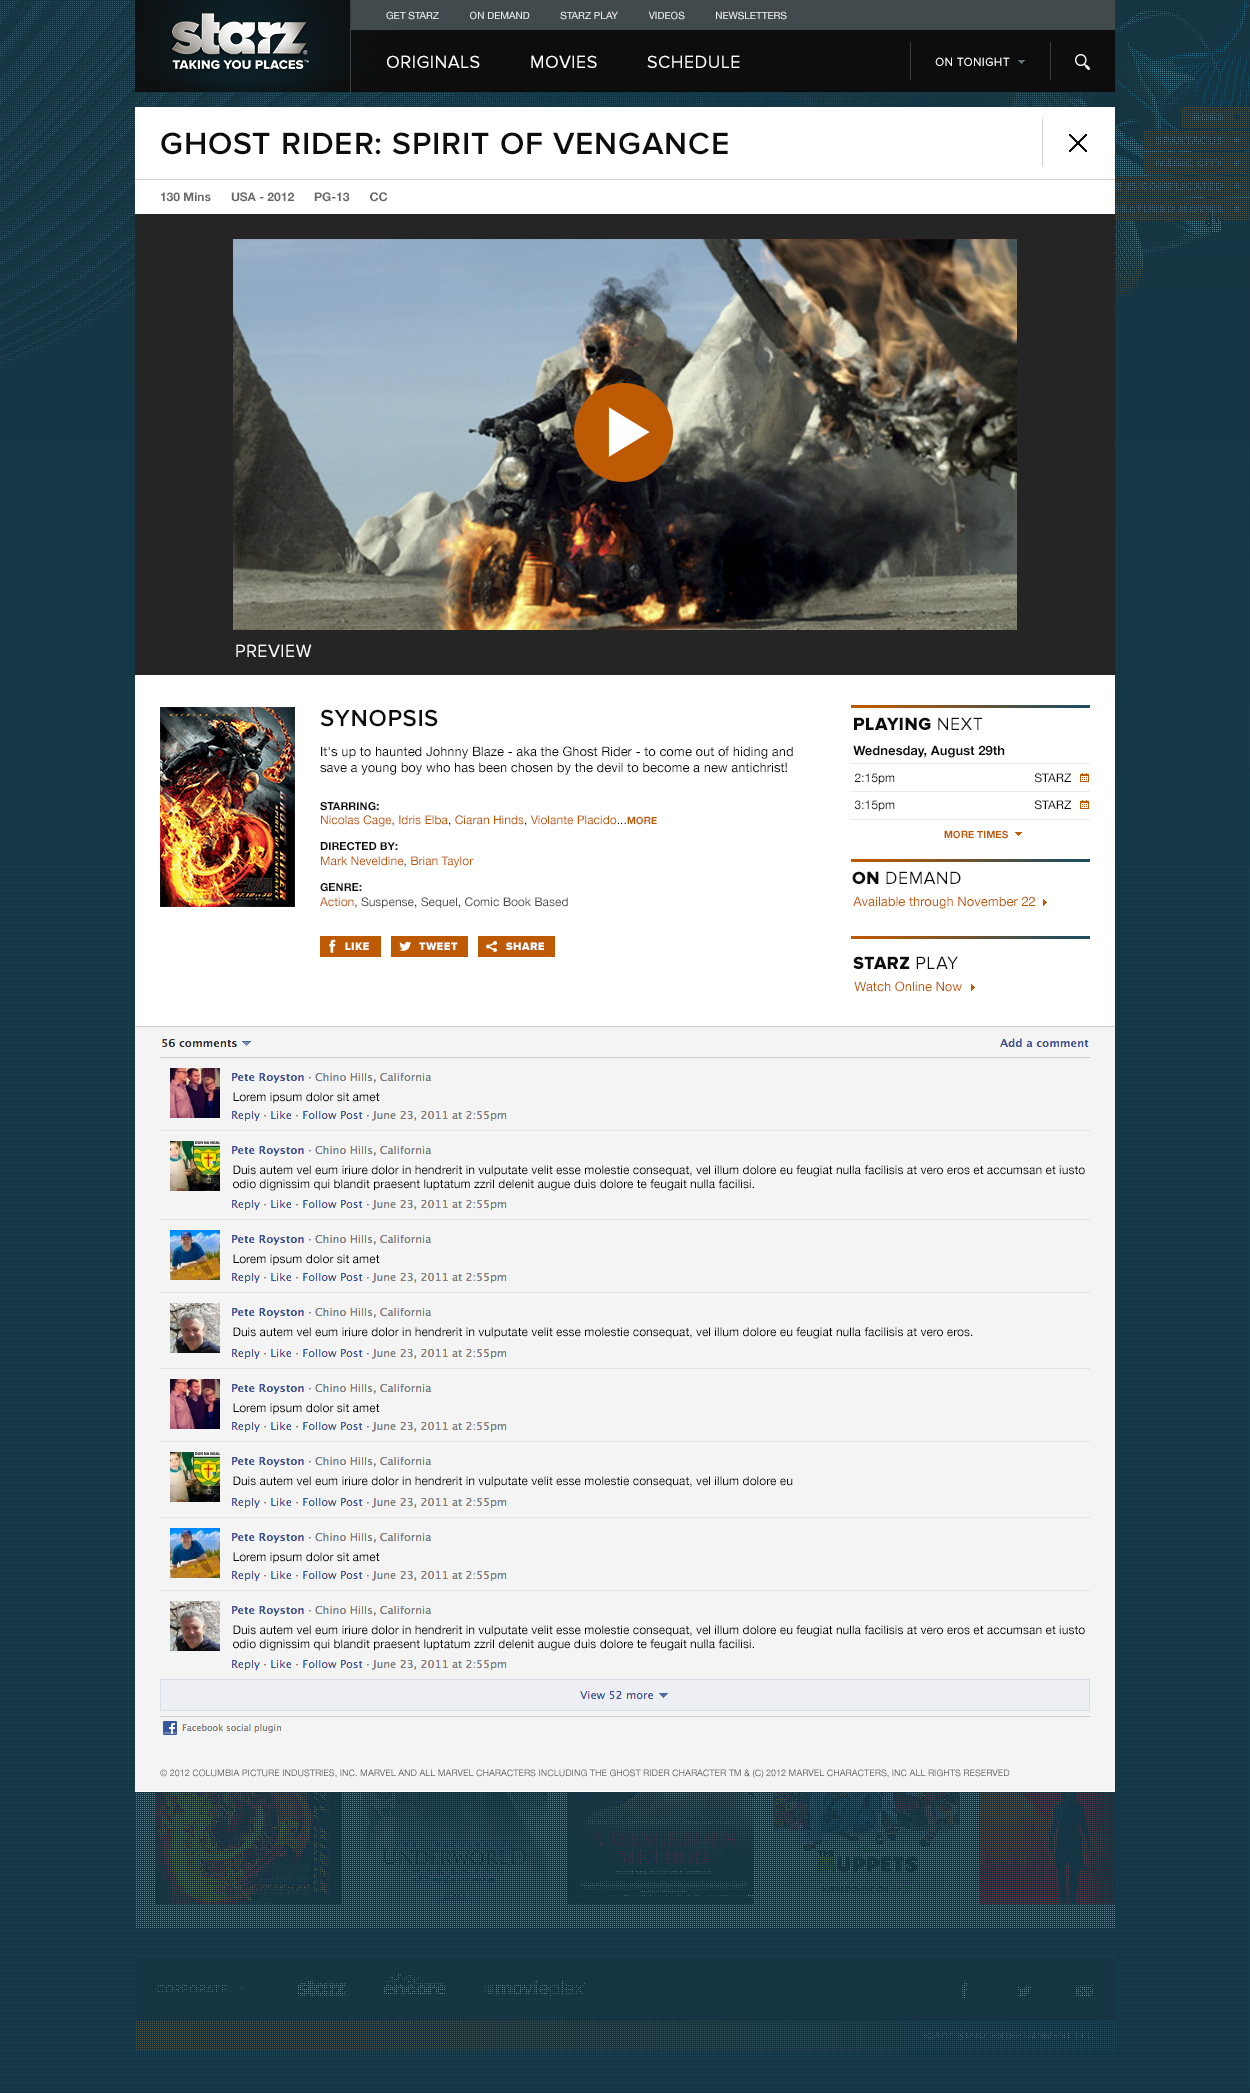 starz
TAKING YOU PLACES™
GET STARZ ON DEMAND STARZ PLAY VIDEOS NEWSLETTERS
ORIGINALS MOVIES SCHEDULE ON TONIGHT
GHOST RIDER: SPIRIT OF VENGANCE
130 Mins USA - 2012 PG-13 CC
PREVIEW
SYNOPSIS
It's up to haunted Johnny Blaze - aka the Ghost Rider - to come out of hiding and
save a young boy who has been chosen by the devil to become a new antichrist!
STARRING:
Nicolas Cage, Idris Elba, Ciaran Hinds, Violante Placido...MORE
DIRECTED BY:
Mark Neveldine, Brian Taylor
GENRE:
Action, Suspense, Sequel, Comic Book Based
LIKE TWEET SHARE
PLAYING NEXT
Wednesday, August 29th
2:15pm STARZ
3:15pm STARZ
MORE TIMES
ON DEMAND
Available through November 22
STARZ PLAY
Watch Online Now
56 comments Add a comment
Pete Royston · Chino Hills, California
Lorem ipsum dolor sit amet
Reply · Like · Follow Post · June 23, 2011 at 2:55pm
Pete Royston · Chino Hills, California
Duis autem vel eum iriure dolor in hendrerit in vulputate velit esse molestie consequat, vel illum dolore eu feugiat nulla facilisis at vero eros et accumsan et iusto
odio dignissim qui blandit praesent luptatum zzril delenit augue duis dolore te feugait nulla facilisi.
Reply · Like · Follow Post · June 23, 2011 at 2:55pm
Pete Royston · Chino Hills, California
Lorem ipsum dolor sit amet
Reply · Like · Follow Post · June 23, 2011 at 2:55pm
Pete Royston · Chino Hills, California
Duis autem vel eum iriure dolor in hendrerit in vulputate velit esse molestie consequat, vel illum dolore eu feugiat nulla facilisis at vero eros.
Reply · Like · Follow Post · June 23, 2011 at 2:55pm
Pete Royston · Chino Hills, California
Lorem ipsum dolor sit amet
Reply · Like · Follow Post · June 23, 2011 at 2:55pm
Pete Royston · Chino Hills, California
Duis autem vel eum iriure dolor in hendrerit in vulputate velit esse molestie consequat, vel illum dolore eu
Reply · Like · Follow Post · June 23, 2011 at 2:55pm
Pete Royston · Chino Hills, California
Lorem ipsum dolor sit amet
Reply · Like · Follow Post · June 23, 2011 at 2:55pm
Pete Royston · Chino Hills, California
Duis autem vel eum iriure dolor in hendrerit in vulputate velit esse molestie consequat, vel illum dolore eu feugiat nulla facilisis at vero eros et accumsan et iusto
odio dignissim qui blandit praesent luptatum zzril delenit augue duis dolore te feugait nulla facilisi.
Reply · Like · Follow Post · June 23, 2011 at 2:55pm
View 52 more
Facebook social plugin
© 2012 COLUMBIA PICTURE INDUSTRIES, INC. MARVEL AND ALL MARVEL CHARACTERS INCLUDING THE GHOST RIDER CHARACTER TM & (C) 2012 MARVEL CHARACTERS, INC ALL RIGHTS RESERVED
UNDERWORLD
THE
MUPPETS
CORPORATE starz encore movieplex